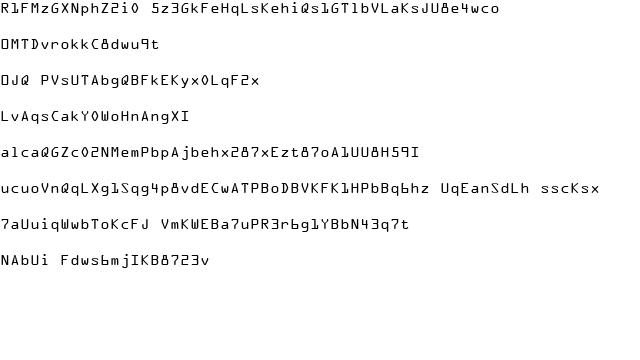 R1FMzGXNphZ2i0 5z3GkFeHqLsKehiQs1GTlbVLaKsJU8e4wco
OMTDvrokkC8dwu9t
OJQ PVsUTAbgQBFkEKyx0LqF2x
LvAqsCakY0WoHnAngXI
alcaQGZc02NMemPbpAjbehx287xEzt87oA1UU8H59I
ucuoVnQqLXg1Sqg4p8vdECwATPBoDBVKFK1HPbBq6hz UqEanSdLh sscKsx
7aUuiqWwbToKcFJ VmKWEBa7uPR3r6g1YBbN43q7t
NAbUi Fdws6mjIKB8723v